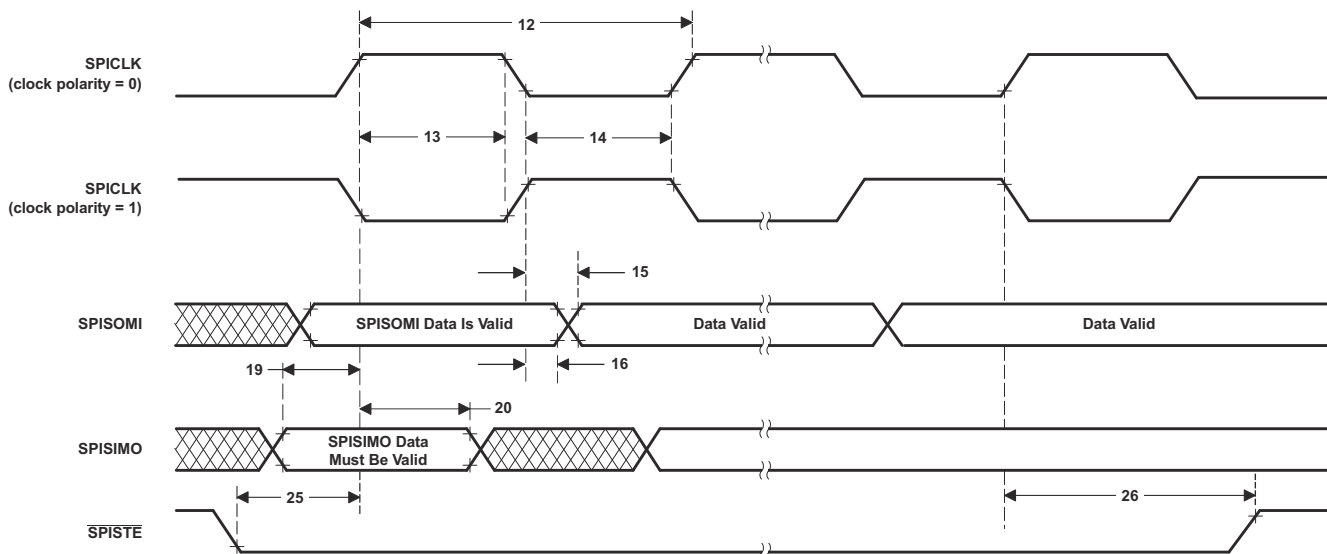 12
SPICLK
(clock polarity = 0)
13
14
SPICLK
(clock polarity = 1)
15
SPISOMI
SPISOMI Data Is Valid
Data Valid
Data Valid
16
19
20
SPISIMO
SPISIMO Data
Must Be Valid
25
26
SPISTE